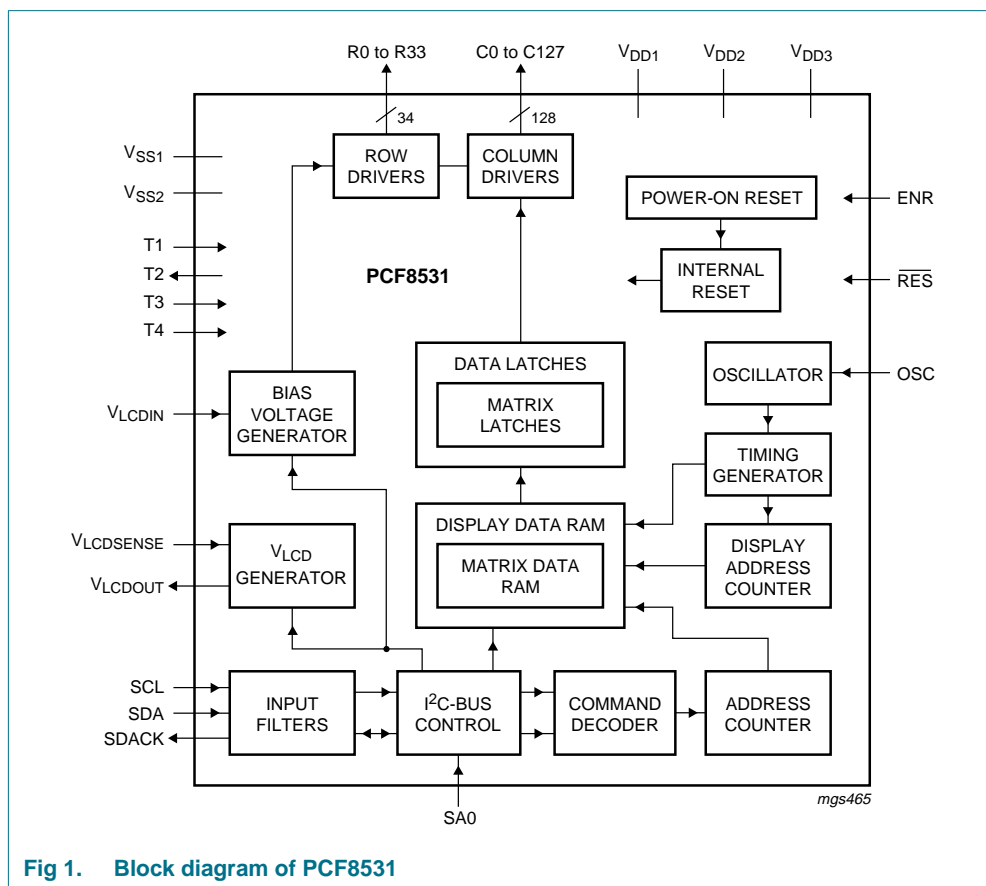 R0 to R33
C0 to C127
VDD1
VDD2
VDD3
34
128
VSS1
VSS2
T1
T2
T3
T4
ROW
DRIVERS
COLUMN
DRIVERS
POWER-ON RESET
ENR
INTERNAL
RESET
RES
PCF8531
DATA LATCHES
MATRIX
LATCHES
OSCILLATOR
OSC
BIAS
VOLTAGE
GENERATOR
VLCDIN
TIMING
GENERATOR
DISPLAY DATA RAM
MATRIX DATA
RAM
DISPLAY
ADDRESS
COUNTER
VLCDSENSE
VLCDOUT
VLCD
GENERATOR
SCL
SDA
SDACK
INPUT
FILTERS
I2C-BUS
CONTROL
COMMAND
DECODER
ADDRESS
COUNTER
SA0
mgs465
Fig 1. Block diagram of PCF8531